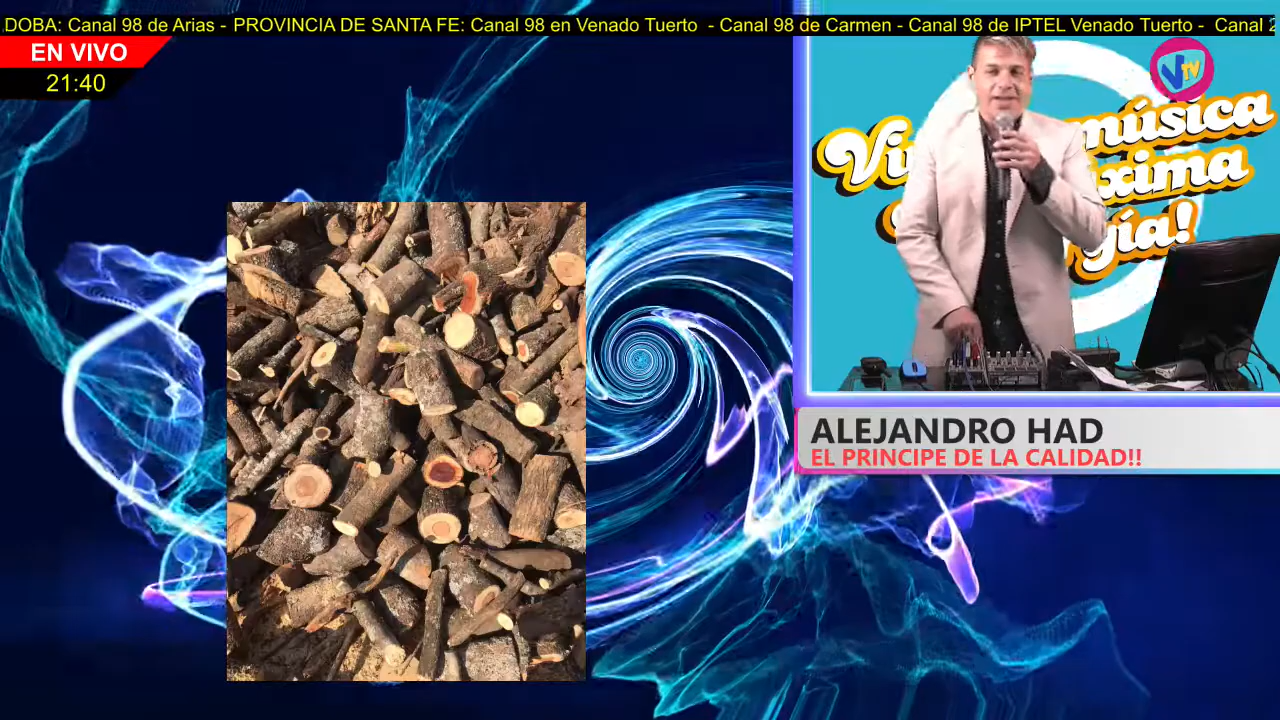 DOBA: Canal 98 de Arias - PROVINCIA DE SANTA FE: Canal 98 en Venado Tuerto - Canal 98 de Carmen - Canal 98 de IPTEL Venado Tuerto - Canal 2
EN VIVO
21:40
VTV
música
ALEJANDRO HAD
EL PRINCIPE DE LA CALIDAD!!